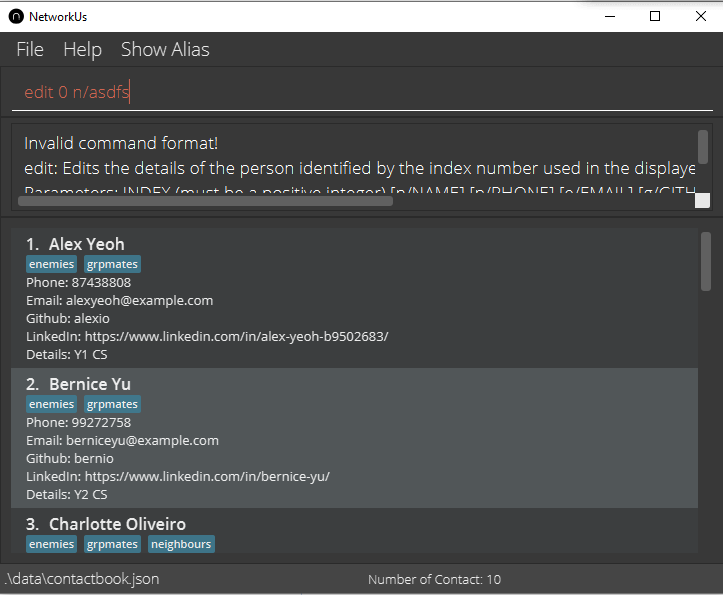 NetworkUs
File Help Show Alias
edit 0 n/asdfs
Invalid command format!
edit: Edits the details of the person identified by the index number used in the displaye
Parameters: INDEX (must be a positive integer) [n/NAME] [p/PHONE] [e/EMAIL] [g/GITH
1. Alex Yeoh
enemies grpmates
Phone: 87438808
Email: alexyeoh@example.com
Github: alexio
LinkedIn: https://www.linkedin.com/in/alex-yeoh-b9502683/
Details: Y1 CS
2. Bernice Yu
enemies grpmates
Phone: 99272758
Email: berniceyu@example.com
Github: bernio
LinkedIn: https://www.linkedin.com/in/bernice-yu/
Details: Y2 CS
3. Charlotte Oliveiro
enemies grpmates neighbours
.\data\contactbook.json Number of Contact: 10